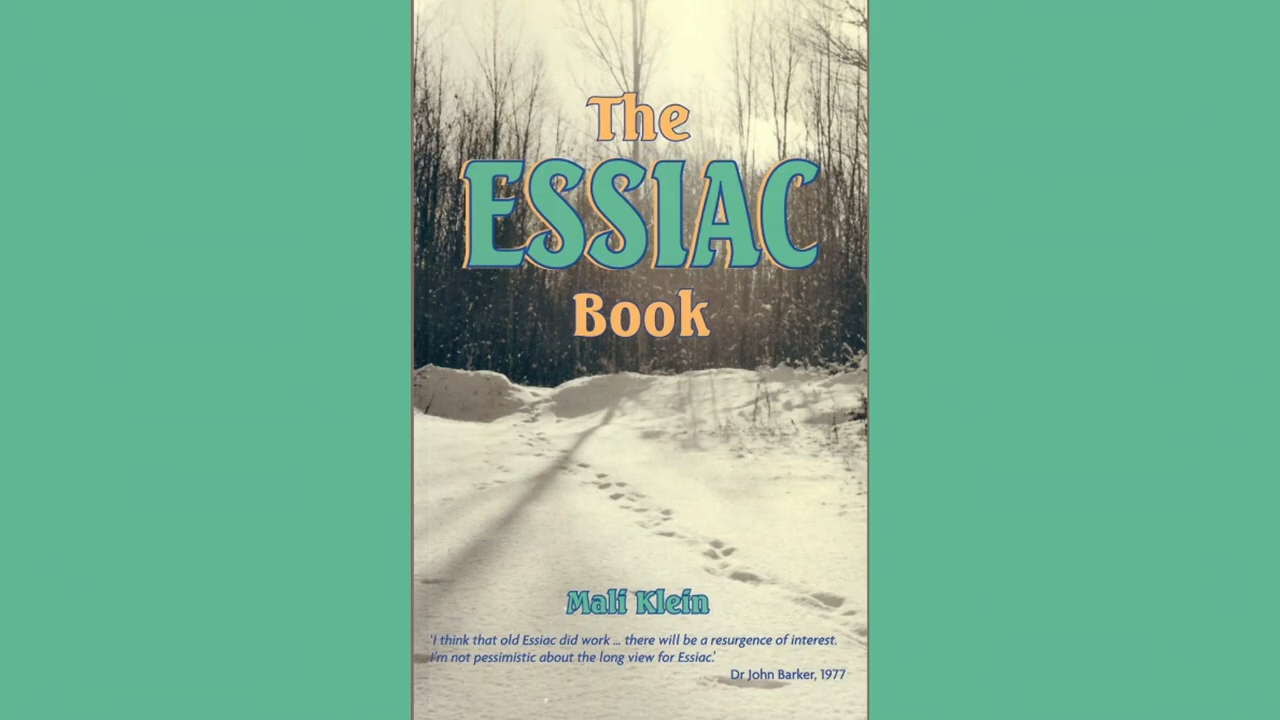 The
ESSIAC
Book
Mali Klein
'I think that old Essiac did work ... there will be a resurgence of interest.
I'm not pessimistic about the long view for Essiac.'
Dr John Barker, 1977